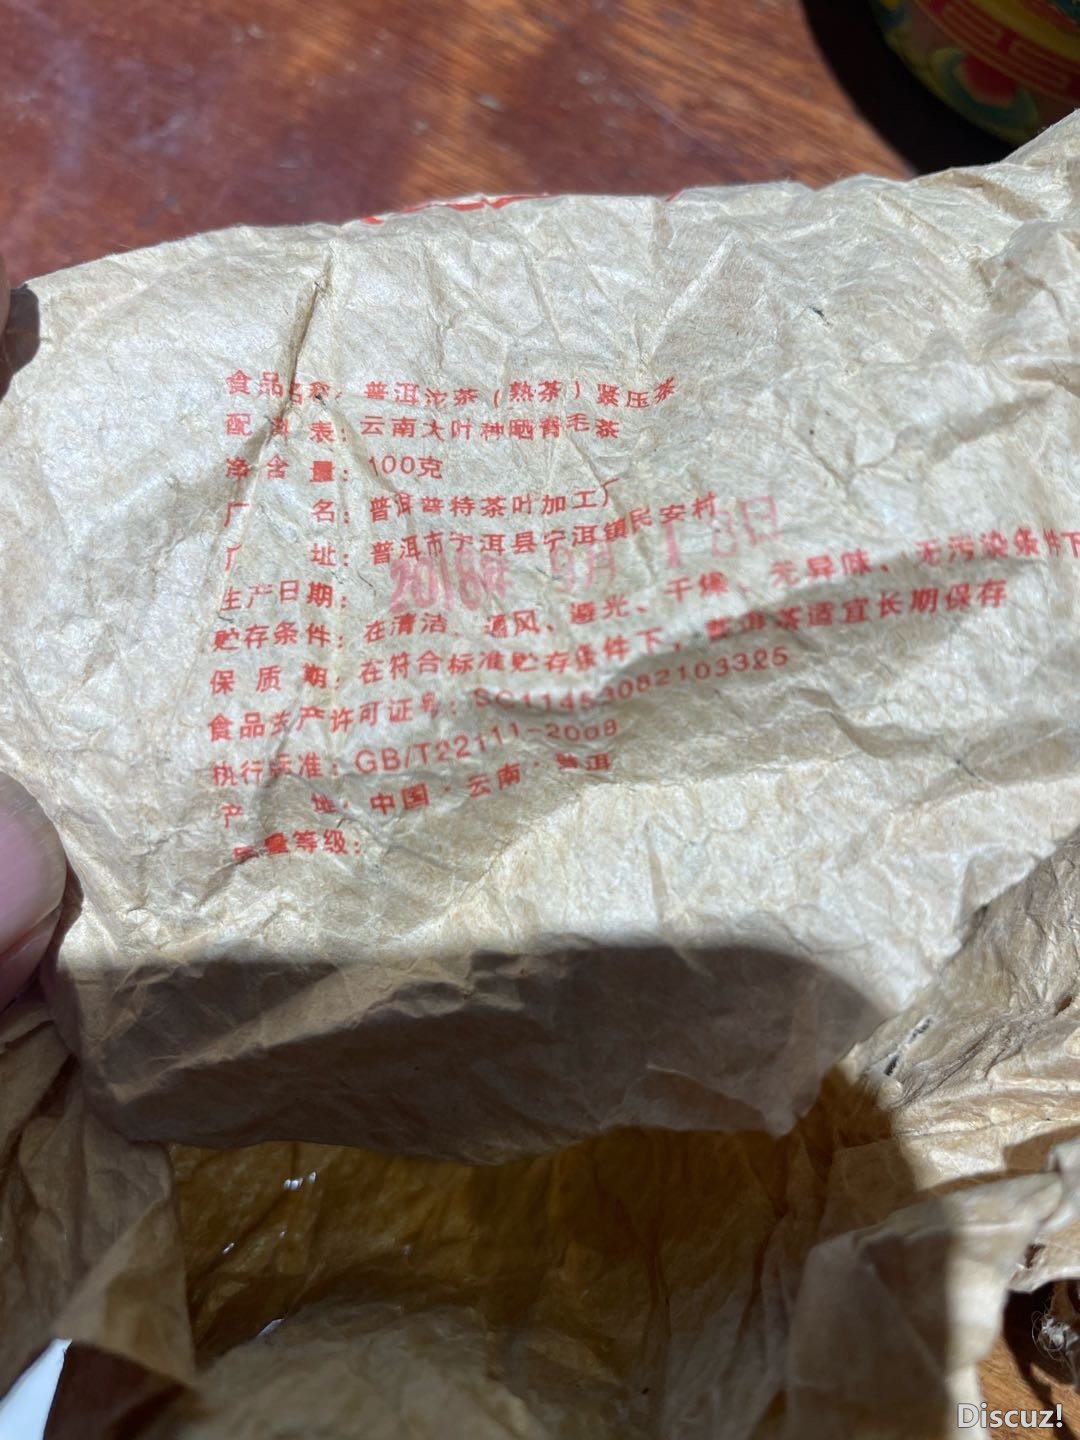 食品名称：普洱沱茶（熟茶）紧压茶
配料表：云南大叶种晒青毛茶
净含量：100克
厂名：普洱普特茶叶加工厂
厂址：普洱市宁洱县宁洱镇民安村
生产日期：2018年 月1 日
贮存条件：在清洁、通风、避光、干燥、无异味、无污染条件下
保质期：在符合标准贮存条件下，普洱茶适宜长期保存
食品生产许可证号：SC11453082103325
执行标准：GB/T22111-2008
产地：中国·云南·普洱
质量等级：
Discuz!